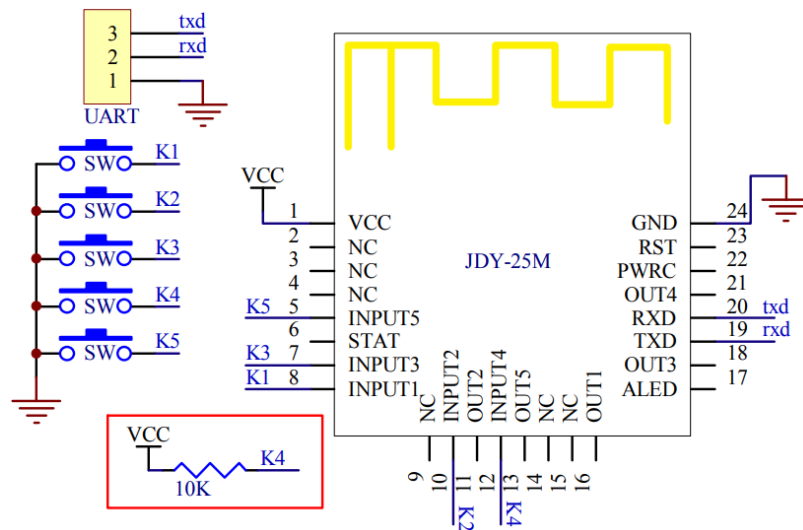 txd
3
rxd
2
1
UART
SW K1
SW K2
SW K3
SW K4
SW K5
VCC
10K
K4
VCC
JDY-25M
1 VCC
2 NC
3 NC
4 NC
K5 5 INPUT5
6 STAT
K3 7 INPUT3
K1 8 INPUT1
GND 24
RST 23
PWRC 22
OUT4 21
RXD 20 txd
TXD 19 rxd
OUT3 18
ALED 17
NC INPUT2 OUT2 INPUT4 OUT5 NC NC OUT1
9 10 11 12 13 14 15 16
K2 K4